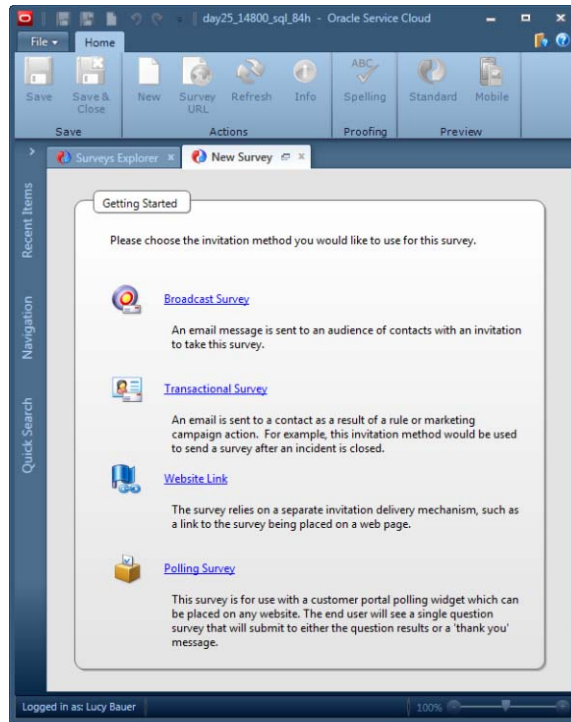 day25_14800_sql_84h - Oracle Service Cloud
File
Home
Save
Save & Close
New
Survey URL
Refresh
Info
ABC
Spelling
Standard
Mobile
Save
Actions
Proofing
Preview
Surveys Explorer
New Survey
Recent Items
Navigation
Quick Search
Getting Started
Please choose the invitation method you would like to use for this survey.
Broadcast Survey
An email message is sent to an audience of contacts with an invitation
to take this survey.
Transactional Survey
An email is sent to a contact as a result of a rule or marketing
campaign action. For example, this invitation method would be used
to send a survey after an incident is closed.
Website Link
The survey relies on a separate invitation delivery mechanism, such as
a link to the survey being placed on a web page.
Polling Survey
This survey is for use with a customer portal polling widget which can
be placed on any website. The end user will see a single question
survey that will submit to either the question results or a 'thank you'
message.
Logged in as: Lucy Bauer
100%